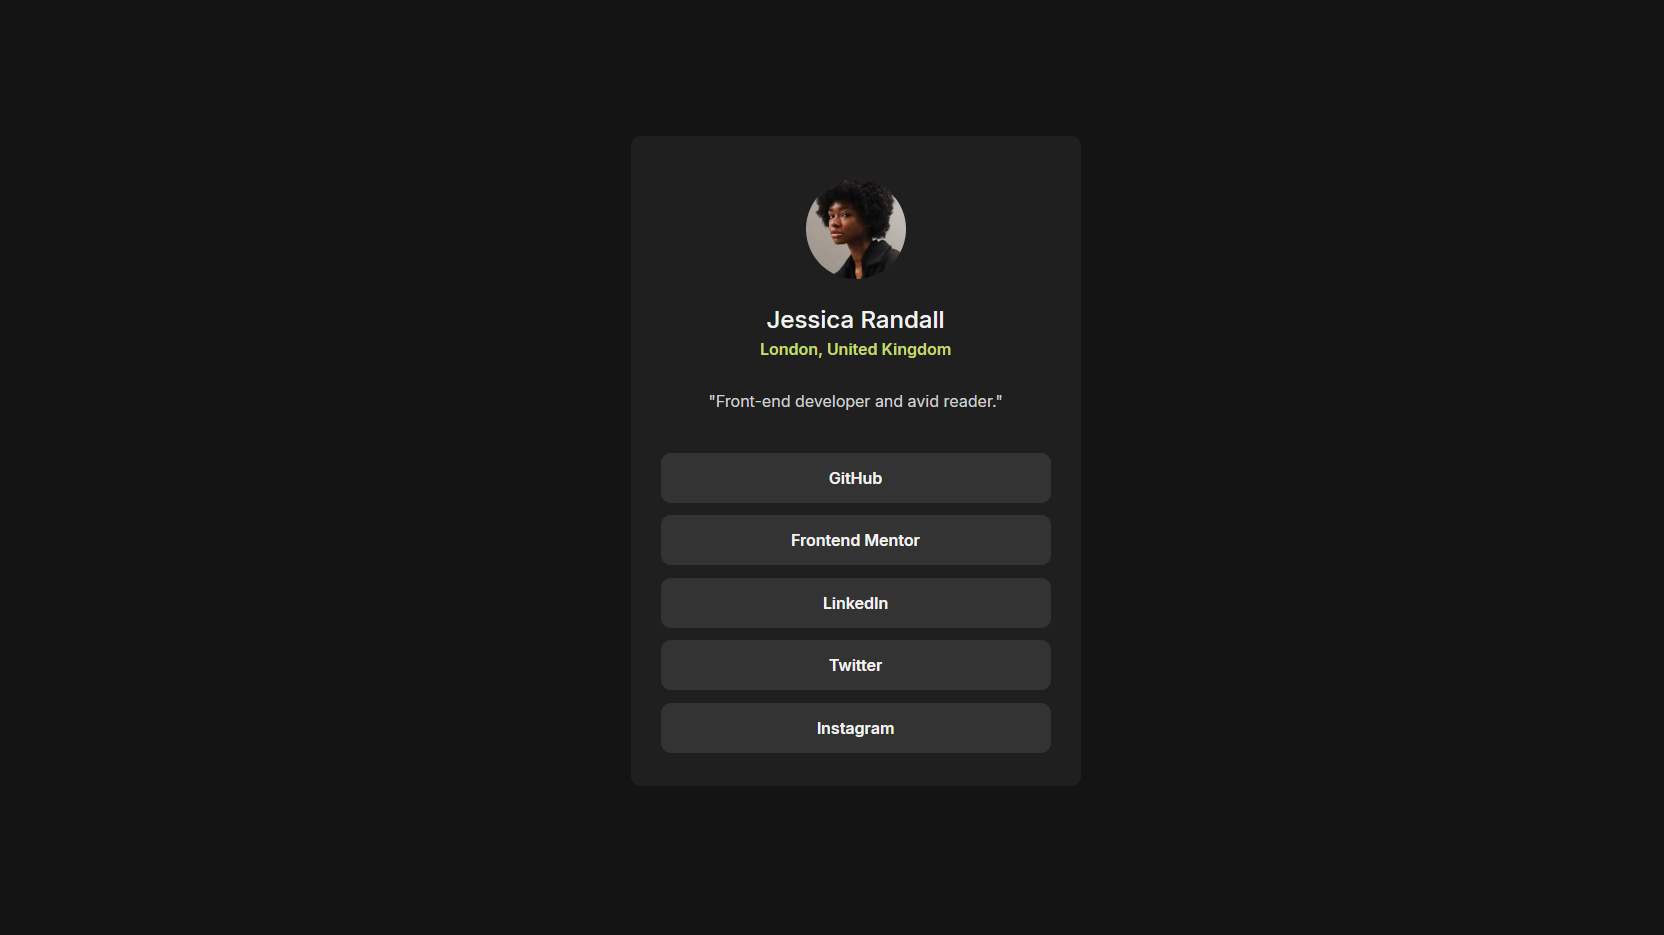 Jessica Randall
London, United Kingdom
"Front-end developer and avid reader."
GitHub
Frontend Mentor
LinkedIn
Twitter
Instagram